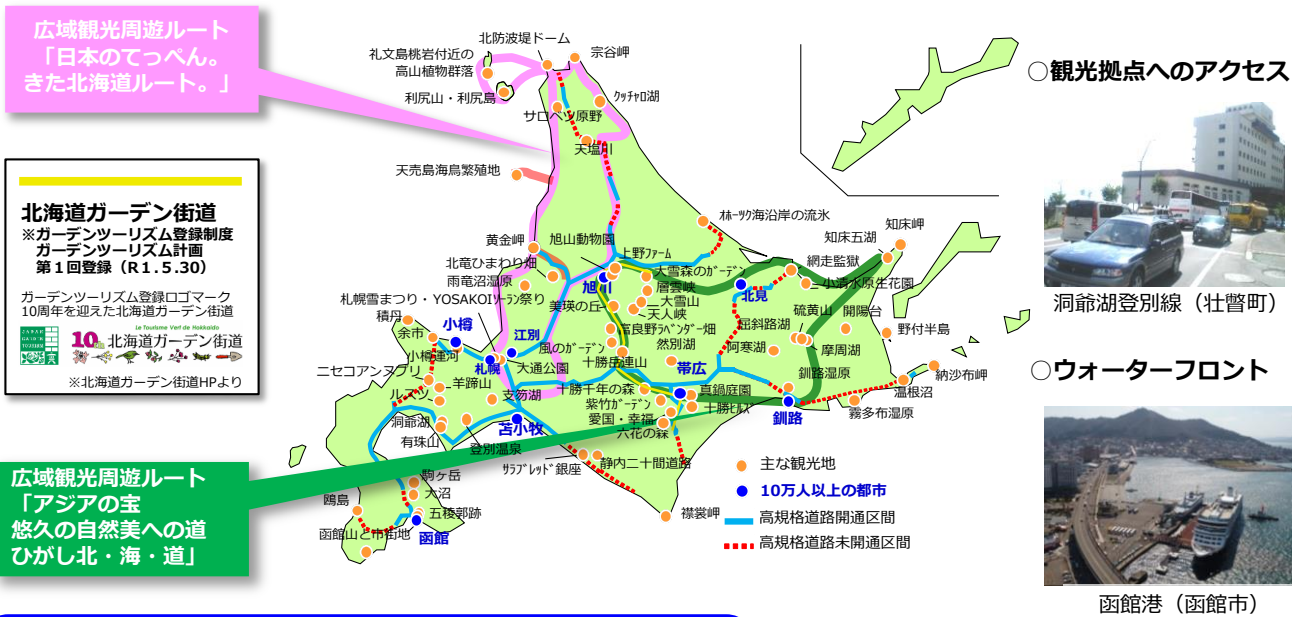 広域観光周遊ルート
「日本のてっぺん。
きた北海道ルート。」
北海道ガーデン街道
※ガーデンツーリズム登録制度
ガーデンツーリズム計画
第1回登録（R1.5.30）
ガーデンツーリズム登録ロゴマーク
10周年を迎えた北海道ガーデン街道
Le Tourisme Vert de Hokkaido
10
北海道ガーデン街道
※北海道ガーデン街道HPより
広域観光周遊ルート
「アジアの宝
悠久の自然美への道
ひがし北・海・道」
北防波堤ドーム
宗谷岬
礼文島桃岩付近の
高山植物群落
利尻山・利尻島
クッチャロ湖
サロベツ原野
天塩川
天売島海鳥繁殖地
オホーツク海沿岸の流氷
知床岬
知床五湖
黄金岬
旭山動物園
上野ファーム
網走監獄
北竜ひまわり畑
大雪森のガーデン
雨竜沼湿原
旭川
層雲峡
北見
小清水原生花園
札幌雪まつり・YOSAKOIソーラン祭り
美瑛の丘
大雪山
天人峡
硫黄山
開陽台
積丹
小樽
江別
富良野ラベンダー畑
屈斜路湖
野付半島
余市
風のガーデン
然別湖
阿寒湖
摩周湖
小樽運河
札幌
大通公園
十勝岳連山
帯広
釧路湿原
納沙布岬
ニセコアンヌプリ
羊蹄山
支笏湖
十勝千年の森
真鍋庭園
温根沼
ルスツ
紫竹ガーデン
十勝ヒルズ
釧路
霧多布湿原
洞爺湖
苫小牧
愛国・幸福
有珠山
登別温泉
六花の森
サラブレッド銀座
静内二十間道路
駒ヶ岳
大沼
鴎島
五稜郭跡
函館山と市街地
函館
襟裳岬
主な観光地
10万人以上の都市
高規格道路開通区間
高規格道路未開通区間
○観光拠点へのアクセス
洞爺湖登別線（壮瞥町）
○ウォーターフロント
函館港（函館市）